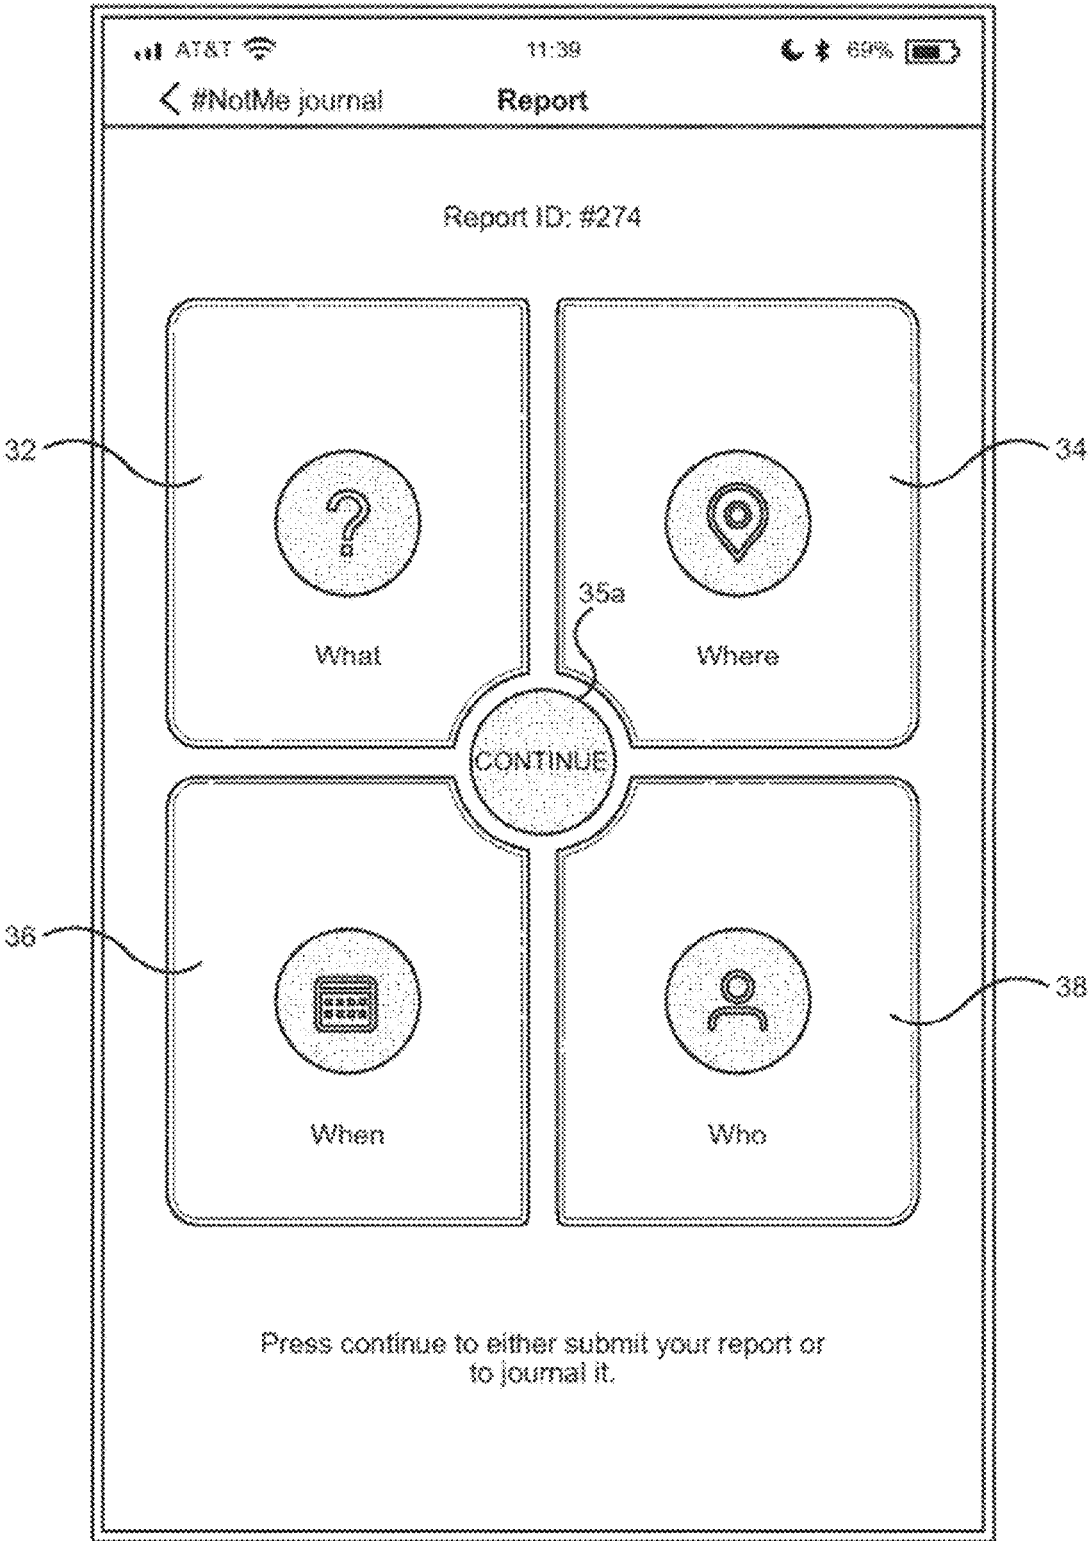 AT&T 11:39 69%
< #NotMe journal Report
Report ID: #274
32
34
35a
What
Where
CONTINUE
36
38
When
Who
Press continue to either submit your report or
to journal it.